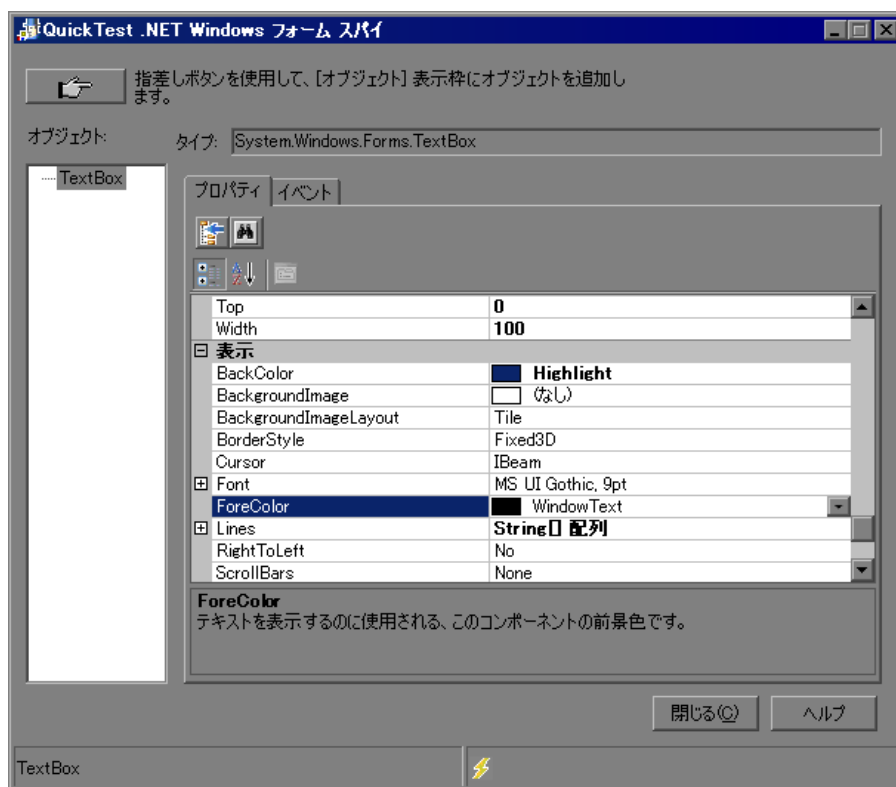 QuickTest .NET Windows フォーム スパイ
指差しボタンを使用して、[オブジェクト] 表示枠にオブジェクトを追加し
ます。
オブジェクト:
タイプ: System.Windows.Forms.TextBox
TextBox
プロパティ イベント
Top 0
Width 100
表示
BackColor Highlight
BackgroundImage (なし)
BackgroundImageLayout Tile
BorderStyle Fixed3D
Cursor IBeam
Font MS UI Gothic, 9pt
ForeColor WindowText
Lines String[] 配列
RightToLeft No
ScrollBars None
ForeColor
テキストを表示するのに使用される、このコンポーネントの前景色です。
閉じる(C) ヘルプ
TextBox